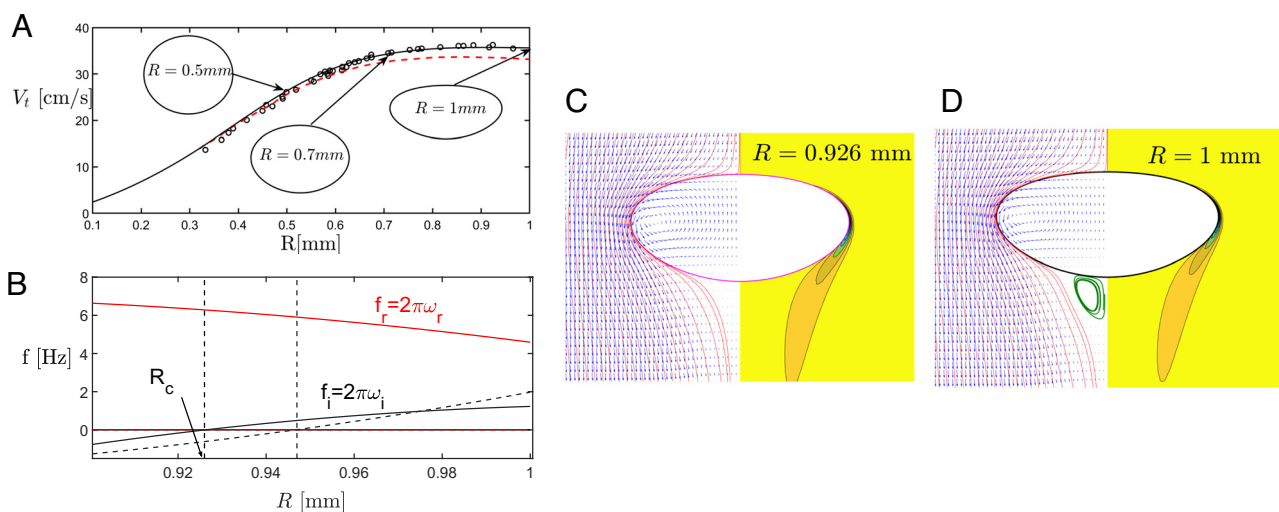 A
40
30
20
10
0
V_t [cm/s]
R = 0.5mm
R = 0.7mm
R = 1mm
0.1 0.2 0.3 0.4 0.5 0.6 0.7 0.8 0.9 1
R[mm]
B
8
6
4
2
0
f [Hz]
f_r=2πω_r
R_c
f_i=2πω_i
0.92 0.94 0.96 0.98 1
R [mm]
C
R = 0.926 mm
D
R = 1 mm